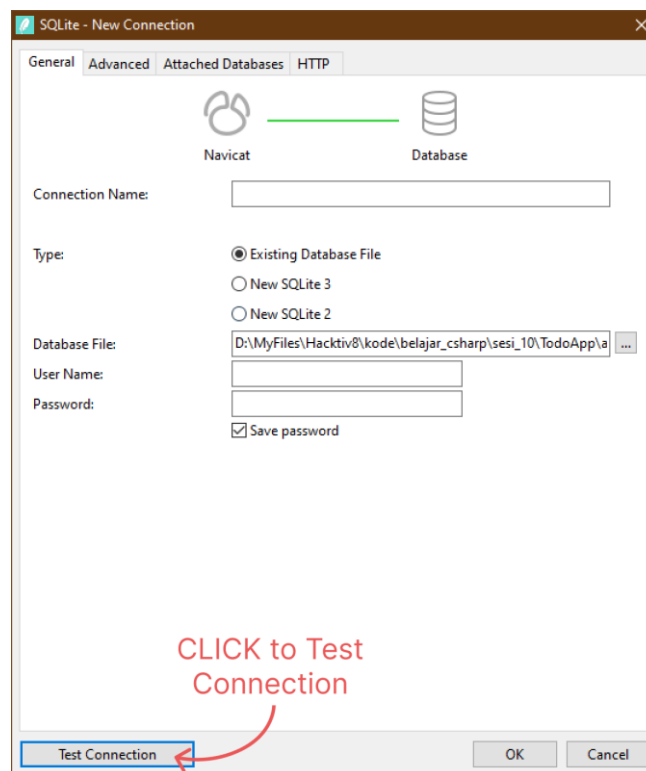 SQLite - New Connection
General Advanced Attached Databases HTTP
Navicat Database
Connection Name:
Type: Existing Database File
New SQLite 3
New SQLite 2
Database File: D:\MyFiles\Hacktiv8\kode\belajar_csharp\sesi_10\TodoApp\a ...
User Name:
Password:
Save password
CLICK to Test
Connection
Test Connection OK Cancel